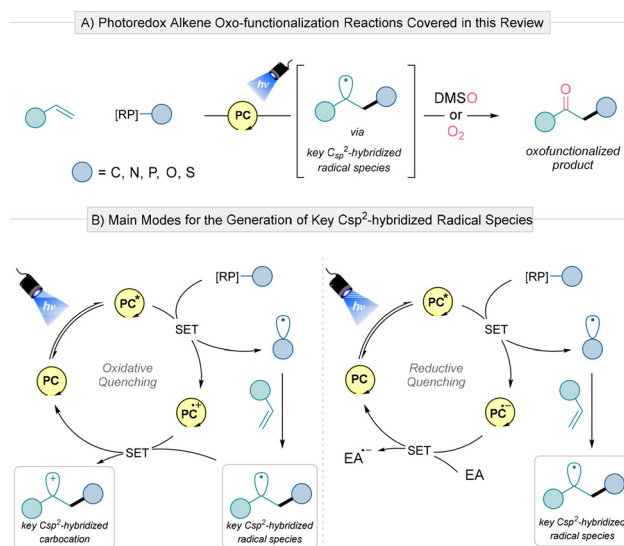 A) Photoredox Alkene Oxo-functionalization Reactions Covered in this Review
hν
[RP]
PC
via
key Csp²-hybridized
radical species
DMSO
or
O₂
O
oxofunctionalized
product
= C, N, P, O, S
B) Main Modes for the Generation of Key Csp²-hybridized Radical Species
hν
PC*
[RP]
SET
Oxidative
Quenching
PC
PC•+
SET
+
key Csp²-hybridized
carbocation
key Csp²-hybridized
radical species
hν
PC*
[RP]
SET
Reductive
Quenching
PC
PC•−
EA•−
SET
EA
key Csp²-hybridized
radical species